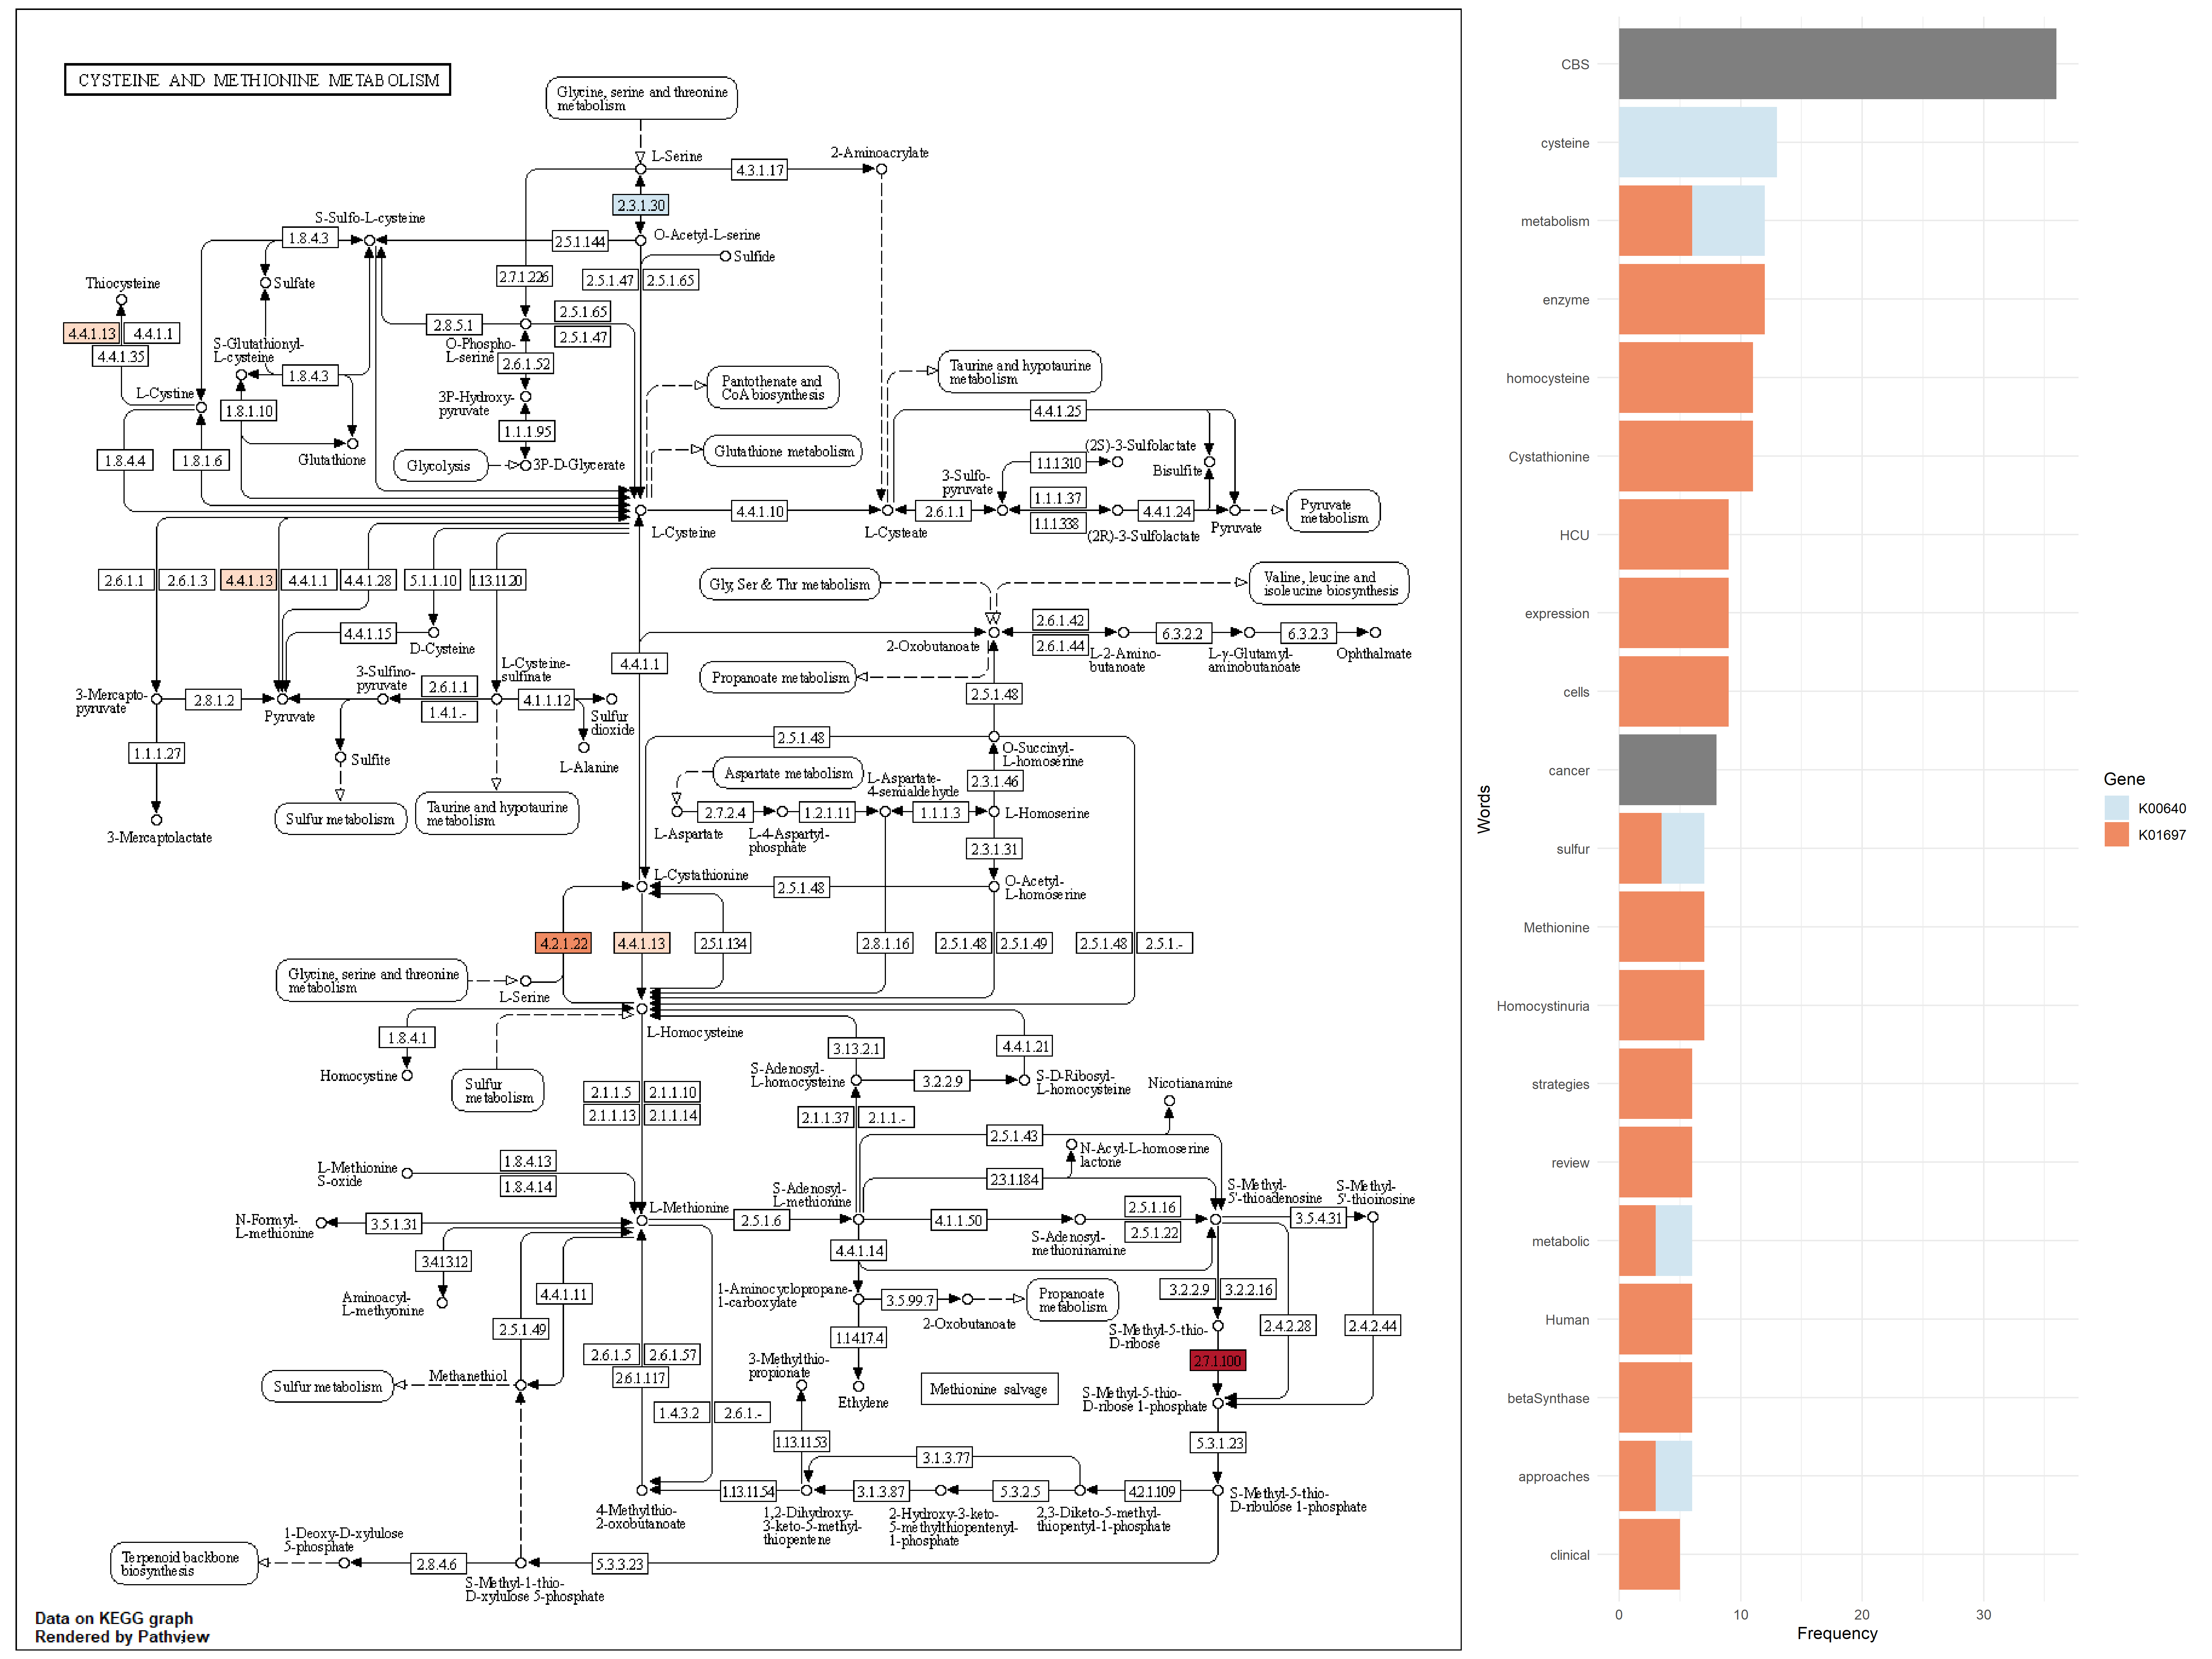 CYSTEINE AND METHIONINE METABOLISM
Glycine, serine and threonine
metabolism
L-Serine
4.3.1.17
2-Aminoacrylate
2.3.1.30
S-Sulfo-L-cysteine
1.8.4.3
2.5.1.144
O-Acetyl-L-serine
Sulfide
Sulfate
2.7.1.226
2.5.1.47
2.5.1.65
Thiocysteine
4.4.1.13
4.4.1.1
4.4.1.35
2.8.5.1
2.5.1.65
2.5.1.47
O-Phospho-
L-serine
2.6.1.52
S-Glutathionyl-
L-cysteine
1.8.4.3
L-Cystine
1.8.1.10
3P-Hydroxy-
pyruvate
1.1.1.95
Pantothenate and
CoA biosynthesis
Taurine and hypotaurine
metabolism
4.4.1.25
Glutathione
1.8.4.4
1.8.1.6
Glycolysis
3P-D-Glycerate
Glutathione metabolism
(2S)-3-Sulfolactate
1.1.1.310
Bisulfite
3-Sulfo-
pyruvate
L-Cysteine
4.4.1.10
L-Cysteate
2.6.1.1
1.1.1.37
1.1.1.338
(2R)-3-Sulfolactate
4.4.1.24
Pyruvate
Pyruvate
metabolism
2.6.1.1
2.6.1.3
4.4.1.13
4.4.1.1
4.4.1.28
5.1.1.10
1.13.11.20
Gly, Ser & Thr metabolism
Valine, leucine and
isoleucine biosynthesis
4.4.1.15
D-Cysteine
4.4.1.1
2-Oxobutanoate
2.6.1.42
2.6.1.44
L-2-Amino-
butanoate
6.3.2.2
L-γ-Glutamyl-
aminobutanoate
6.3.2.3
Ophthalmate
Propanoate metabolism
2.5.1.48
3-Mercapto-
pyruvate
2.8.1.2
Pyruvate
3-Sulfino-
pyruvate
2.6.1.1
1.4.1.-
L-Cysteine-
sulfinate
4.1.1.12
Sulfur
dioxide
L-Alanine
1.1.1.27
Sulfite
3-Mercaptolactate
Sulfur metabolism
Taurine and hypotaurine
metabolism
2.5.1.48
O-Succinyl-
L-homoserine
2.3.1.46
Aspartate metabolism
L-Aspartate-
4-semialdehyde
L-Aspartate
2.7.2.4
L-4-Aspartyl-
phosphate
1.2.1.11
1.1.1.3
L-Homoserine
2.3.1.31
L-Cystathionine
2.5.1.48
O-Acetyl-
L-homoserine
4.2.1.22
4.4.1.13
2.5.1.134
2.8.1.16
2.5.1.48
2.5.1.49
2.5.1.48
2.5.1.-
Glycine, serine and threonine
metabolism
L-Serine
L-Homocysteine
1.8.4.1
Homocystine
Sulfur
metabolism
3.13.2.1
4.4.1.21
S-Adenosyl-
L-homocysteine
3.2.2.9
S-D-Ribosyl-
L-homocysteine
2.1.1.5
2.1.1.10
2.1.1.13
2.1.1.14
2.1.1.37
2.1.1.-
Nicotianamine
2.5.1.43
N-Acyl-L-homoserine
lactone
2.3.1.184
L-Methionine
S-oxide
1.8.4.13
1.8.4.14
N-Formyl-
L-methionine
3.5.1.31
L-Methionine
2.5.1.6
S-Adenosyl-
L-methionine
4.1.1.50
S-Adenosyl-
methioninamine
2.5.1.16
2.5.1.22
S-Methyl-
5'-thioadenosine
3.5.4.31
S-Methyl-
5'-thioinosine
3.4.13.12
Aminoacyl-
L-methyonine
4.4.1.11
2.5.1.49
4.4.1.14
1-Aminocyclopropane-
1-carboxylate
3.5.99.7
2-Oxobutanoate
Propanoate
metabolism
3.2.2.9
3.2.2.16
2.4.2.28
2.4.2.44
1.14.17.4
Ethylene
S-Methyl-5-thio-
D-ribose
2.7.1.100
2.6.1.5
2.6.1.57
2.6.1.117
3-Methylthio-
propionate
Methionine salvage
Sulfur metabolism
Methanethiol
1.4.3.2
2.6.1.-
S-Methyl-5-thio-
D-ribose 1-phosphate
5.3.1.23
1.13.11.53
3.1.3.77
4-Methylthio-
2-oxobutanoate
1.13.11.54
1,2-Dihydroxy-
3-keto-5-methyl-
thiopentene
3.1.3.87
2-Hydroxy-3-keto-
5-methylthiopentenyl-
1-phosphate
5.3.2.5
2,3-Diketo-5-methyl-
thiopentyl-1-phosphate
4.2.1.109
S-Methyl-5-thio-
D-ribulose 1-phosphate
Terpenoid backbone
biosynthesis
1-Deoxy-D-xylulose
5-phosphate
2.8.4.6
S-Methyl-1-thio-
D-xylulose 5-phosphate
5.3.3.23
Data on KEGG graph
Rendered by Pathview
Words
CBS
cysteine
metabolism
enzyme
homocysteine
Cystathionine
HCU
expression
cells
cancer
sulfur
Methionine
Homocystinuria
strategies
review
metabolic
Human
betaSynthase
approaches
clinical
0 10 20 30
Frequency
Gene
K00640
K01697